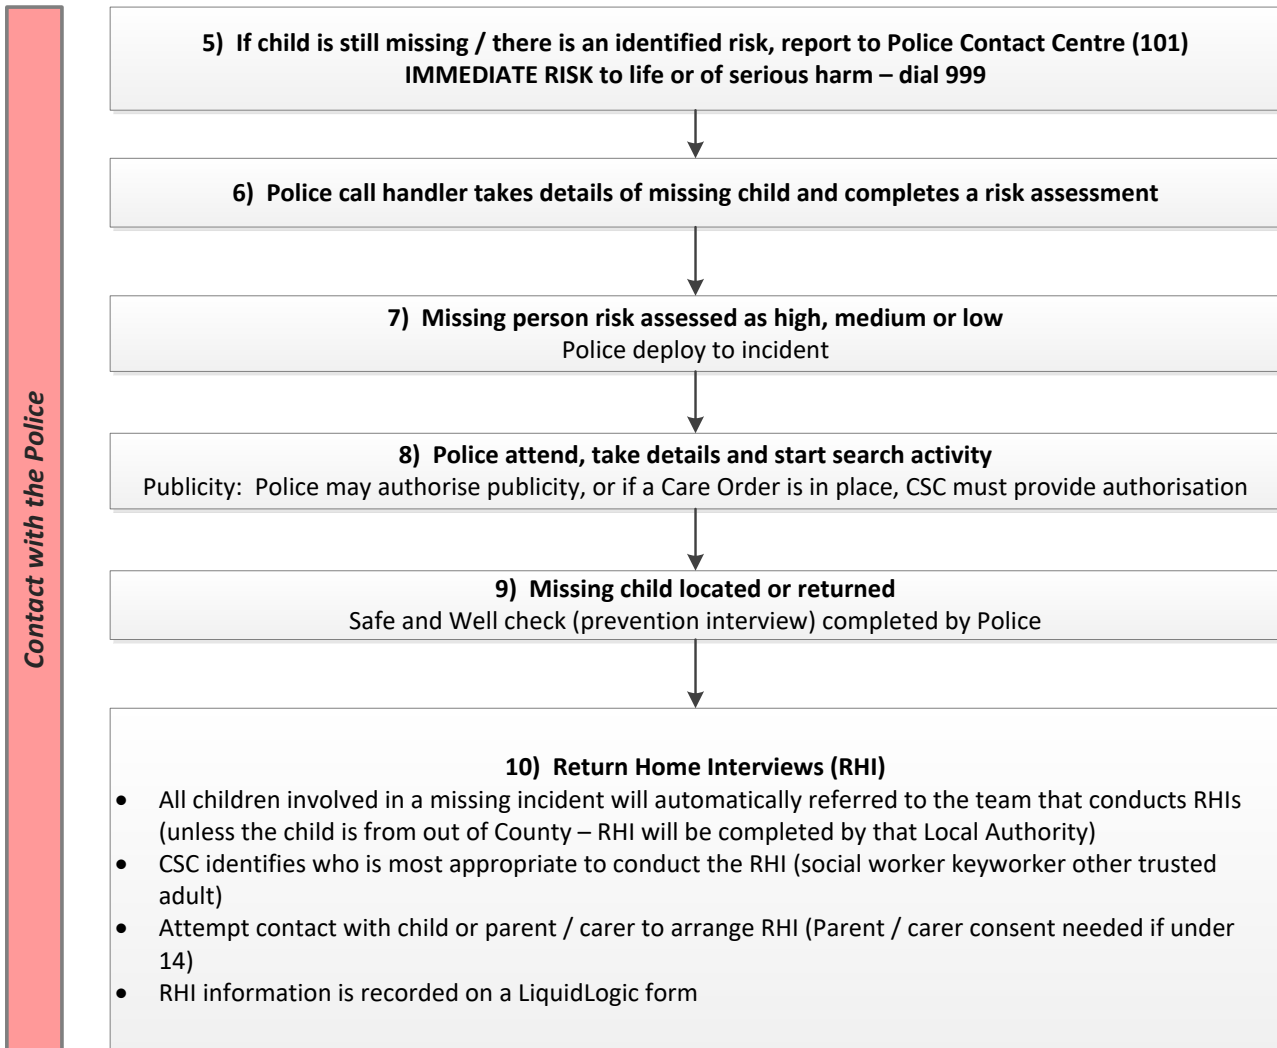 Contact with the Police
5) If child is still missing / there is an identified risk, report to Police Contact Centre (101)
IMMEDIATE RISK to life or of serious harm – dial 999
6) Police call handler takes details of missing child and completes a risk assessment
7) Missing person risk assessed as high, medium or low
Police deploy to incident
8) Police attend, take details and start search activity
Publicity: Police may authorise publicity, or if a Care Order is in place, CSC must provide authorisation
9) Missing child located or returned
Safe and Well check (prevention interview) completed by Police
10) Return Home Interviews (RHI)
• All children involved in a missing incident will automatically referred to the team that conducts RHIs
(unless the child is from out of County – RHI will be completed by that Local Authority)
• CSC identifies who is most appropriate to conduct the RHI (social worker keyworker other trusted
adult)
• Attempt contact with child or parent / carer to arrange RHI (Parent / carer consent needed if under
14)
• RHI information is recorded on a LiquidLogic form